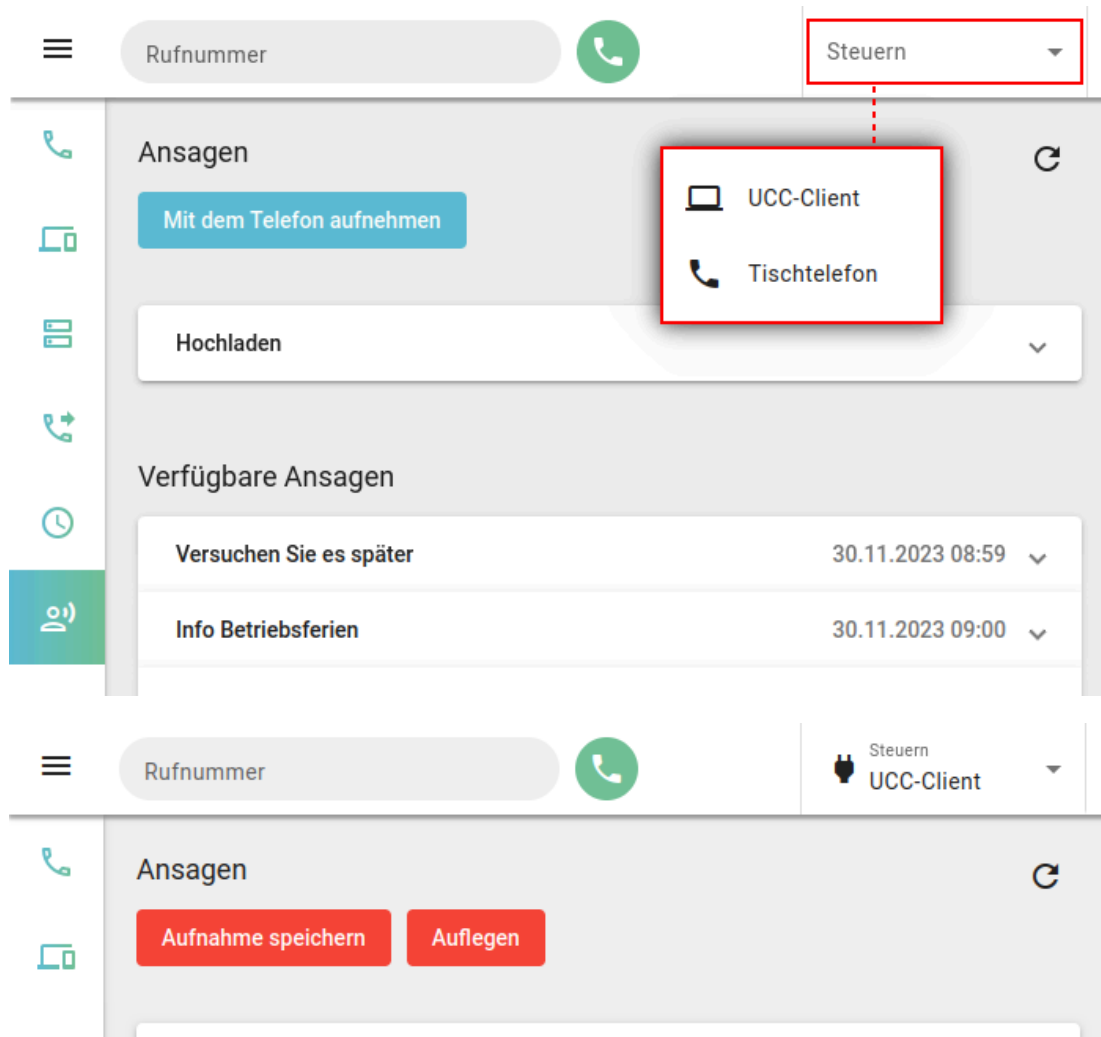 Rufnummer
Steuern
Ansagen
Mit dem Telefon aufnehmen
UCC-Client
Tischtelefon
Hochladen
Verfügbare Ansagen
Versuchen Sie es später 30.11.2023 08:59
Info Betriebsferien 30.11.2023 09:00
Rufnummer
Steuern
UCC-Client
Ansagen
Aufnahme speichern
Auflegen